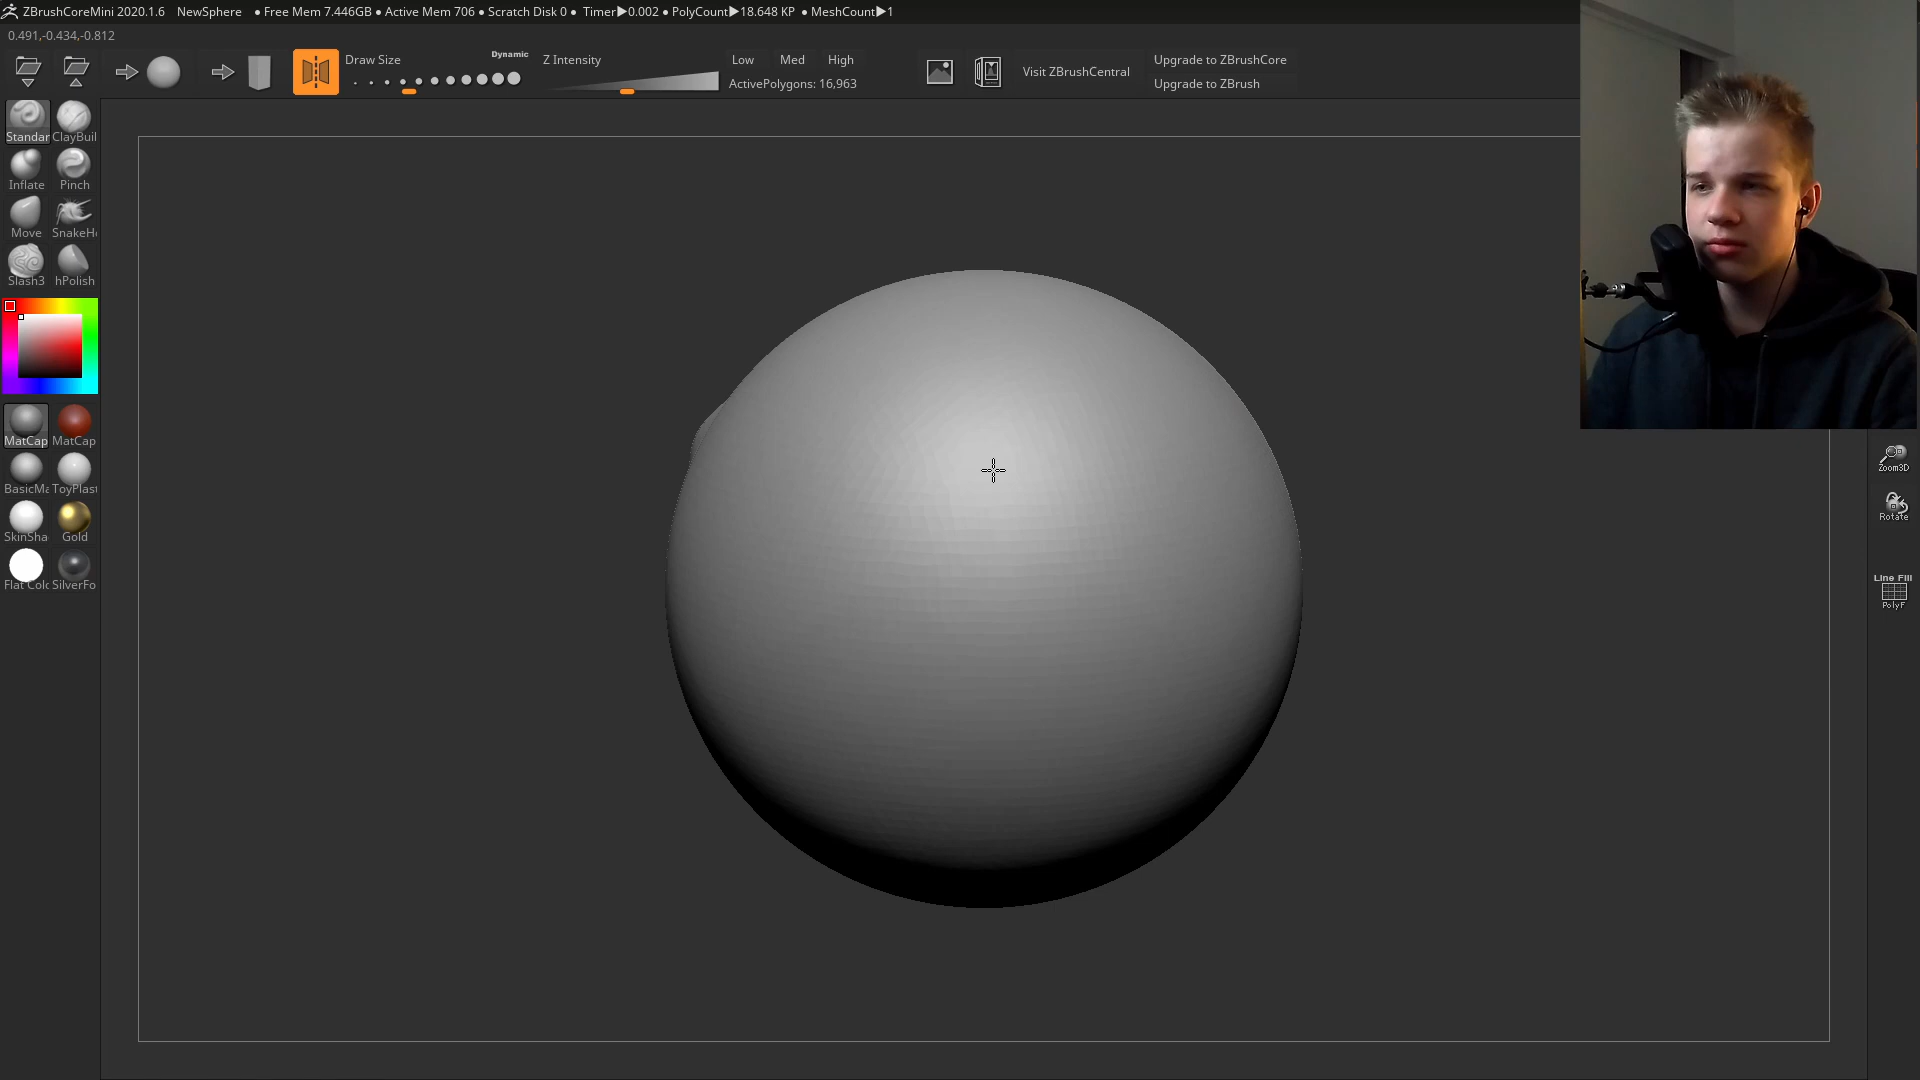 ZBrushCoreMini 2020.1.6 NewSphere ● Free Mem 7.446GB ● Active Mem 706 ● Scratch Disk 0 ● Timer▶0.002 ● PolyCount▶18.648 KP ● MeshCount▶1
0.491,-0.434,-0.812
Draw Size
Dynamic
Z Intensity
Low Med High
ActivePolygons: 16,963
Visit ZBrushCentral
Upgrade to ZBrushCore
Upgrade to ZBrush
Standar ClayBuil
Inflate Pinch
Move SnakeH
Slash3 hPolish
MatCap MatCap
BasicMa ToyPlast
SkinSha Gold
Flat Colo SilverFo
Zoom3D
Rotate
Line Fill
PolyF